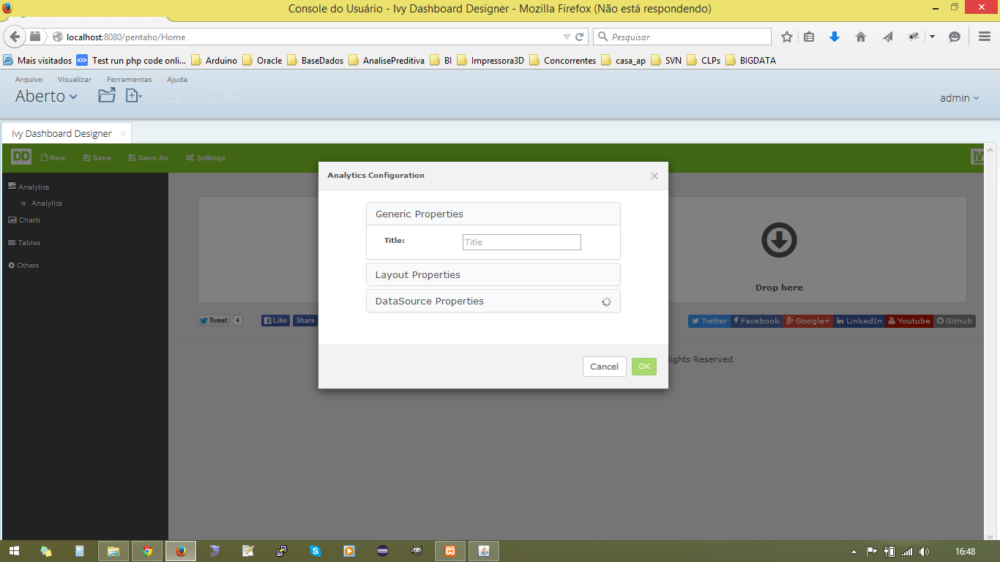 Console do Usuário - Ivy Dashboard Designer - Mozilla Firefox (Não está respondendo)
localhost:8080/pentaho/Home
Pesquisar
Mais visitados Test run php code onli... Arduino Oracle BaseDados AnalisePreditiva BI Impressora3D Concorrentes casa_ap SVN CLPs BIGDATA
Arquivo Visualizar Ferramentas Ajuda
Aberto
admin
Ivy Dashboard Designer
DD New Save Save As Settings
Analytics Configuration
Analytics
Analytics
Charts
Tables
Others
Generic Properties
Title: Title
Layout Properties
DataSource Properties
Drop here
Tweet 4 Like Share
Twitter Facebook Google+ LinkedIn Youtube Github
Rights Reserved
Cancel OK
16:48